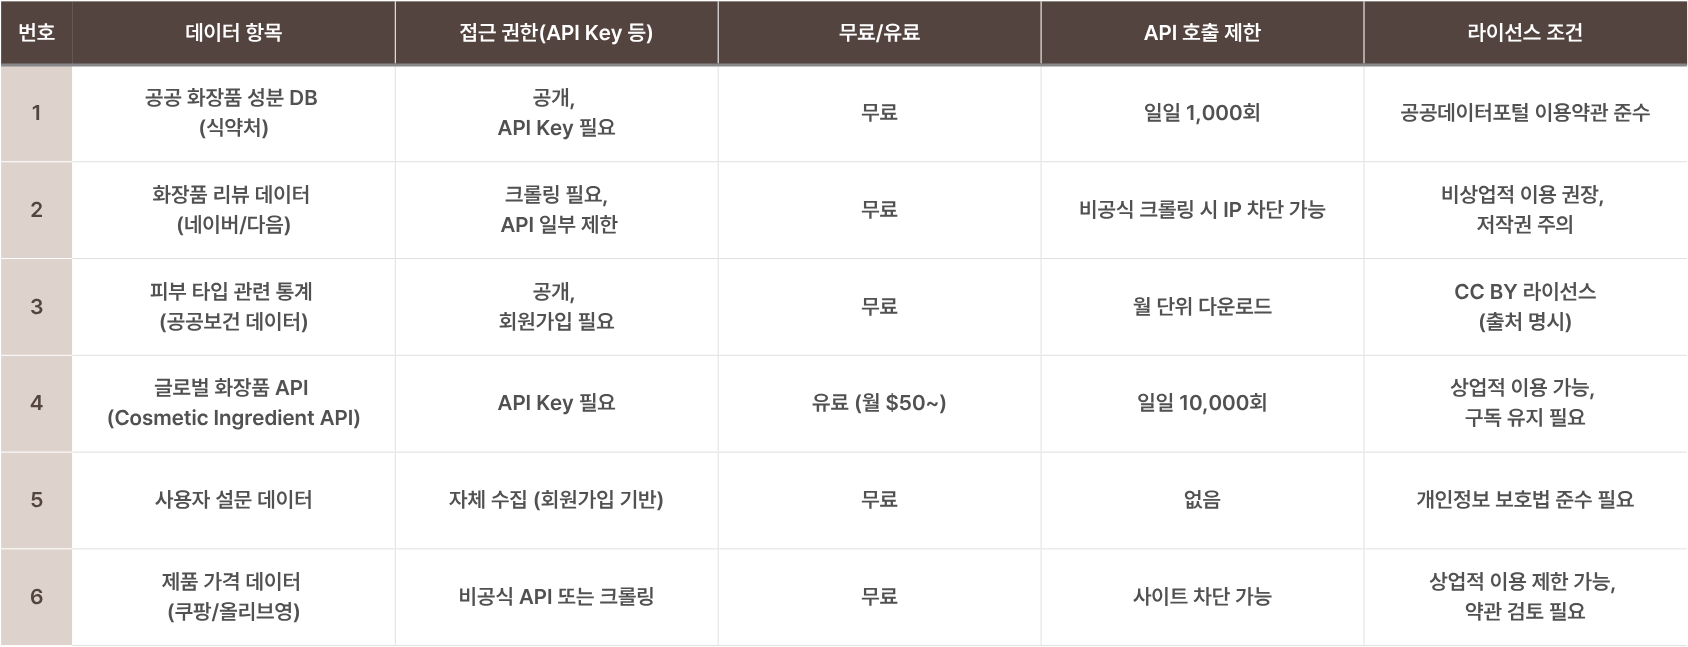 번호 데이터 항목 접근 권한(API Key 등) 무료/유료 API 호출 제한 라이선스 조건
1
공공 화장품 성분 DB
(식약처)
공개,
API Key 필요
무료
일일 1,000회
공공데이터포털 이용약관 준수
2
화장품 리뷰 데이터
(네이버/다음)
크롤링 필요,
API 일부 제한
무료
비공식 크롤링 시 IP 차단 가능
비상업적 이용 권장,
저작권 주의
3
피부 타입 관련 통계
(공공보건 데이터)
공개,
회원가입 필요
무료
월 단위 다운로드
CC BY 라이선스
(출처 명시)
4
글로벌 화장품 API
(Cosmetic Ingredient API)
API Key 필요
유료 (월 $50~)
일일 10,000회
상업적 이용 가능,
구독 유지 필요
5
사용자 설문 데이터
자체 수집 (회원가입 기반)
무료
없음
개인정보 보호법 준수 필요
6
제품 가격 데이터
(쿠팡/올리브영)
비공식 API 또는 크롤링
무료
사이트 차단 가능
상업적 이용 제한 가능,
약관 검토 필요